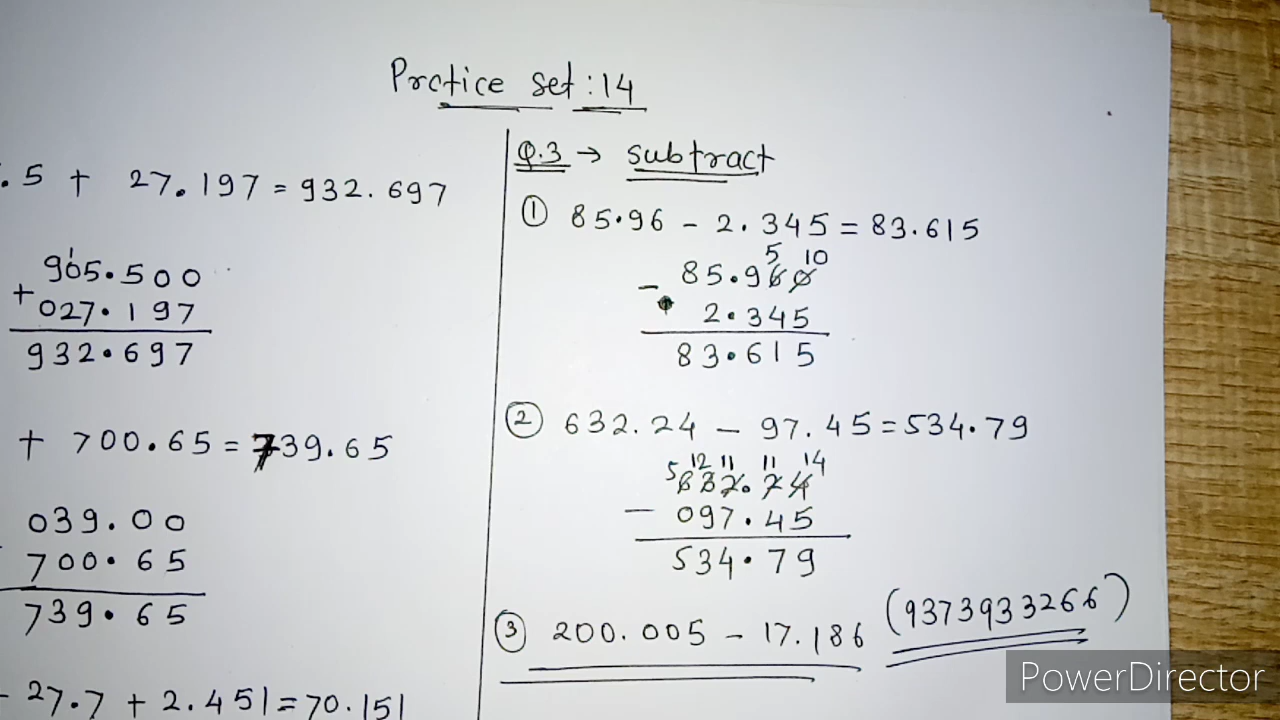 Prctice set : 14
.5 + 27.197 = 932.697
1
965.500
+ 027.197
932.697
+ 700.65 = 739.65
039.00
700.65
739.65
27.7 + 2.451 = 70.151
Q.3 → subtract
① 85.96 - 2.345 = 83.615
5 10
- 85.960
2.345
83.615
② 632.24 - 97.45 = 534.79
5 12 11 11 14
632.24
- 097.45
534.79
③ 200.005 - 17.186 (9373933266)
PowerDirector